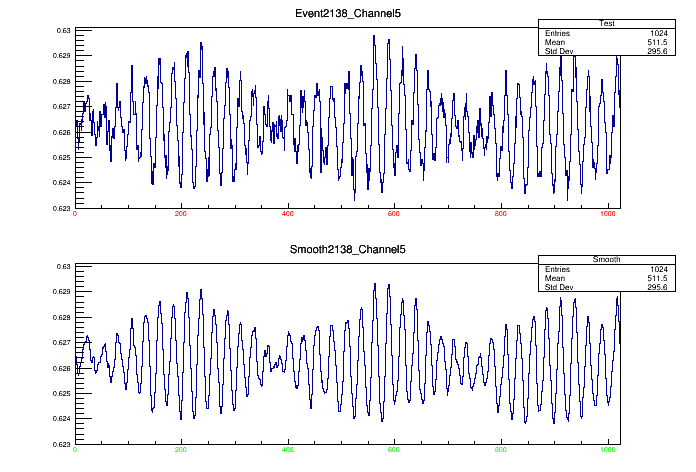 Event2138_Channel5
Test
Entries 1024
Mean 511.5
Std Dev 295.6
0.63
0.629
0.628
0.627
0.626
0.625
0.624
0.623
0 200 400 600 800 1000
Smooth2138_Channel5
Smooth
Entries 1024
Mean 511.5
Std Dev 295.6
0.63
0.629
0.628
0.627
0.626
0.625
0.624
0.623
0 200 400 600 800 1000